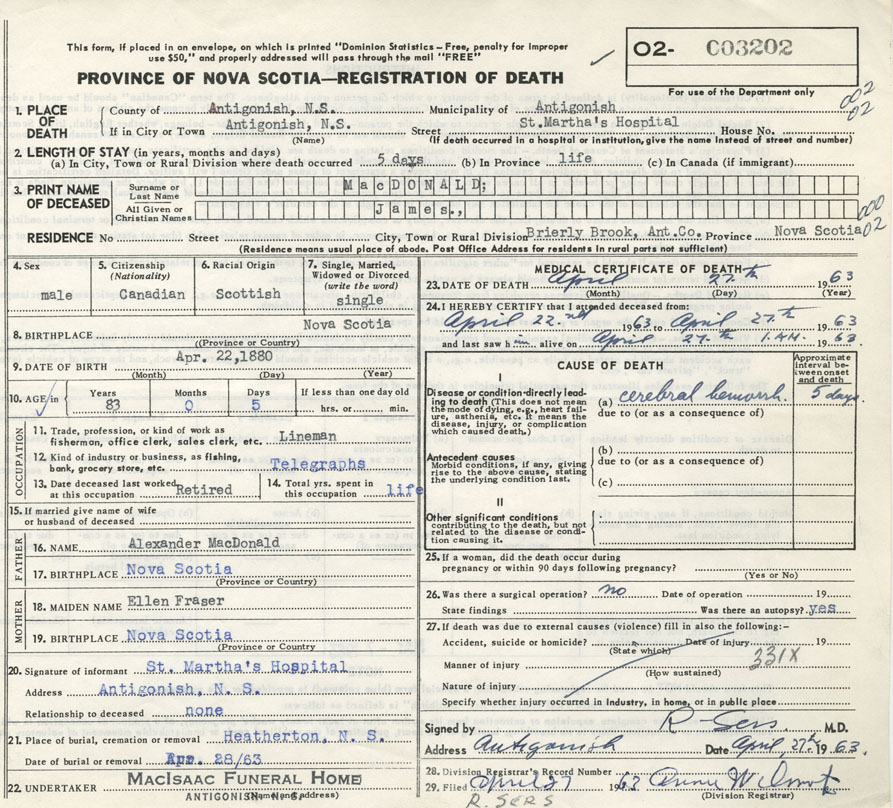 This form, if placed in an envelope, on which is printed "Dominion Statistics - Free, penalty for improper
use $50," and properly addressed will pass through the mail "FREE"
O2- C03202
PROVINCE OF NOVA SCOTIA—REGISTRATION OF DEATH
For use of the Department only
002
02
1. PLACE OF DEATH
County of Antigonish, N.S. Municipality of Antigonish
If in City or Town Antigonish, N.S. Street St.Martha's Hospital House No.
(Name) (If death occurred in a hospital or institution, give the name instead of street and number)
2. LENGTH OF STAY (in years, months and days)
(a) In City, Town or Rural Division where death occurred 5 days (b) In Province life (c) In Canada (if immigrant)
3. PRINT NAME OF DECEASED
Surname or Last Name MacDONALD;
All Given or Christian Names James.,
000
02
RESIDENCE No Street City, Town or Rural Division Brierly Brook, Ant.Co. Province Nova Scotia
(Residence means usual place of abode. Post Office Address for residents in rural parts not sufficient)
4. Sex male
5. Citizenship (Nationality) Canadian
6. Racial Origin Scottish
7. Single, Married, Widowed or Divorced (write the word) single
8. BIRTHPLACE Nova Scotia
(Province or Country)
9. DATE OF BIRTH Apr. 22,1880
(Month) (Day) (Year)
10. AGE in Years 83 Months 0 Days 5 If less than one day old hrs. or min.
OCCUPATION
11. Trade, profession, or kind of work as fishermon, office clerk, sales clerk, etc. Lineman
12. Kind of industry or business, as fishing, bank, grocery store, etc. Telegraphs
13. Date deceased last worked at this occupation Retired
14. Total yrs. spent in this occupation life
15. If married give name of wife or husband of deceased
FATHER
16. NAME Alexander MacDonald
17. BIRTHPLACE Nova Scotia
(Province or Country)
MOTHER
18. MAIDEN NAME Ellen Fraser
19. BIRTHPLACE Nova Scotia
(Province or Country)
20. Signature of informant St. Martha's Hospital
Address Antigonish, N. S.
Relationship to deceased none
21. Place of burial, cremation or removal Heatherton, N. S.
Date of burial or removal Apr. 28/63
22. UNDERTAKER MacIsaac Funeral Home
ANTIGONISH, N. S. (Name and address)
MEDICAL CERTIFICATE OF DEATH
23. DATE OF DEATH April 27th 1963
(Month) (Day) (Year)
24. I HEREBY CERTIFY that I attended deceased from:
April 22nd 1963 to April 27th 1963
and last saw him alive on April 27th 1 A.M. 1963
CAUSE OF DEATH
Approximate interval between onset and death
I
Disease or condition directly leading to death (This does not mean the mode of dying, e.g., heart failure, asthenia, etc. It means the disease, injury, or complication which caused death.)
(a) cerebral hemorrh. 5 days
due to (or as a consequence of)
Antecedent causes
Morbid conditions, if any, giving rise to the above cause, stating the underlying condition last.
(b)
due to (or as a consequence of)
(c)
II
Other significant conditions contributing to the death, but not related to the disease or condition causing it.
25. If a woman, did the death occur during pregnancy or within 90 days following pregnancy?
(Yes or No)
26. Was there a surgical operation? no Date of operation 19
State findings Was there an autopsy? yes
27. If death was due to external causes (violence) fill in also the following:-
Accident, suicide or homicide? Date of injury 19
(State which)
Manner of injury 331X
(How sustained)
Nature of injury
Specify whether injury occurred in industry, in home, or in public place
Signed by R-Sers M.D.
Address Antigonish Date April, 27th 1963.
28. Division Registrar's Record Number
29. Filed April 27 1963
(Division Registrar)
R. SERS